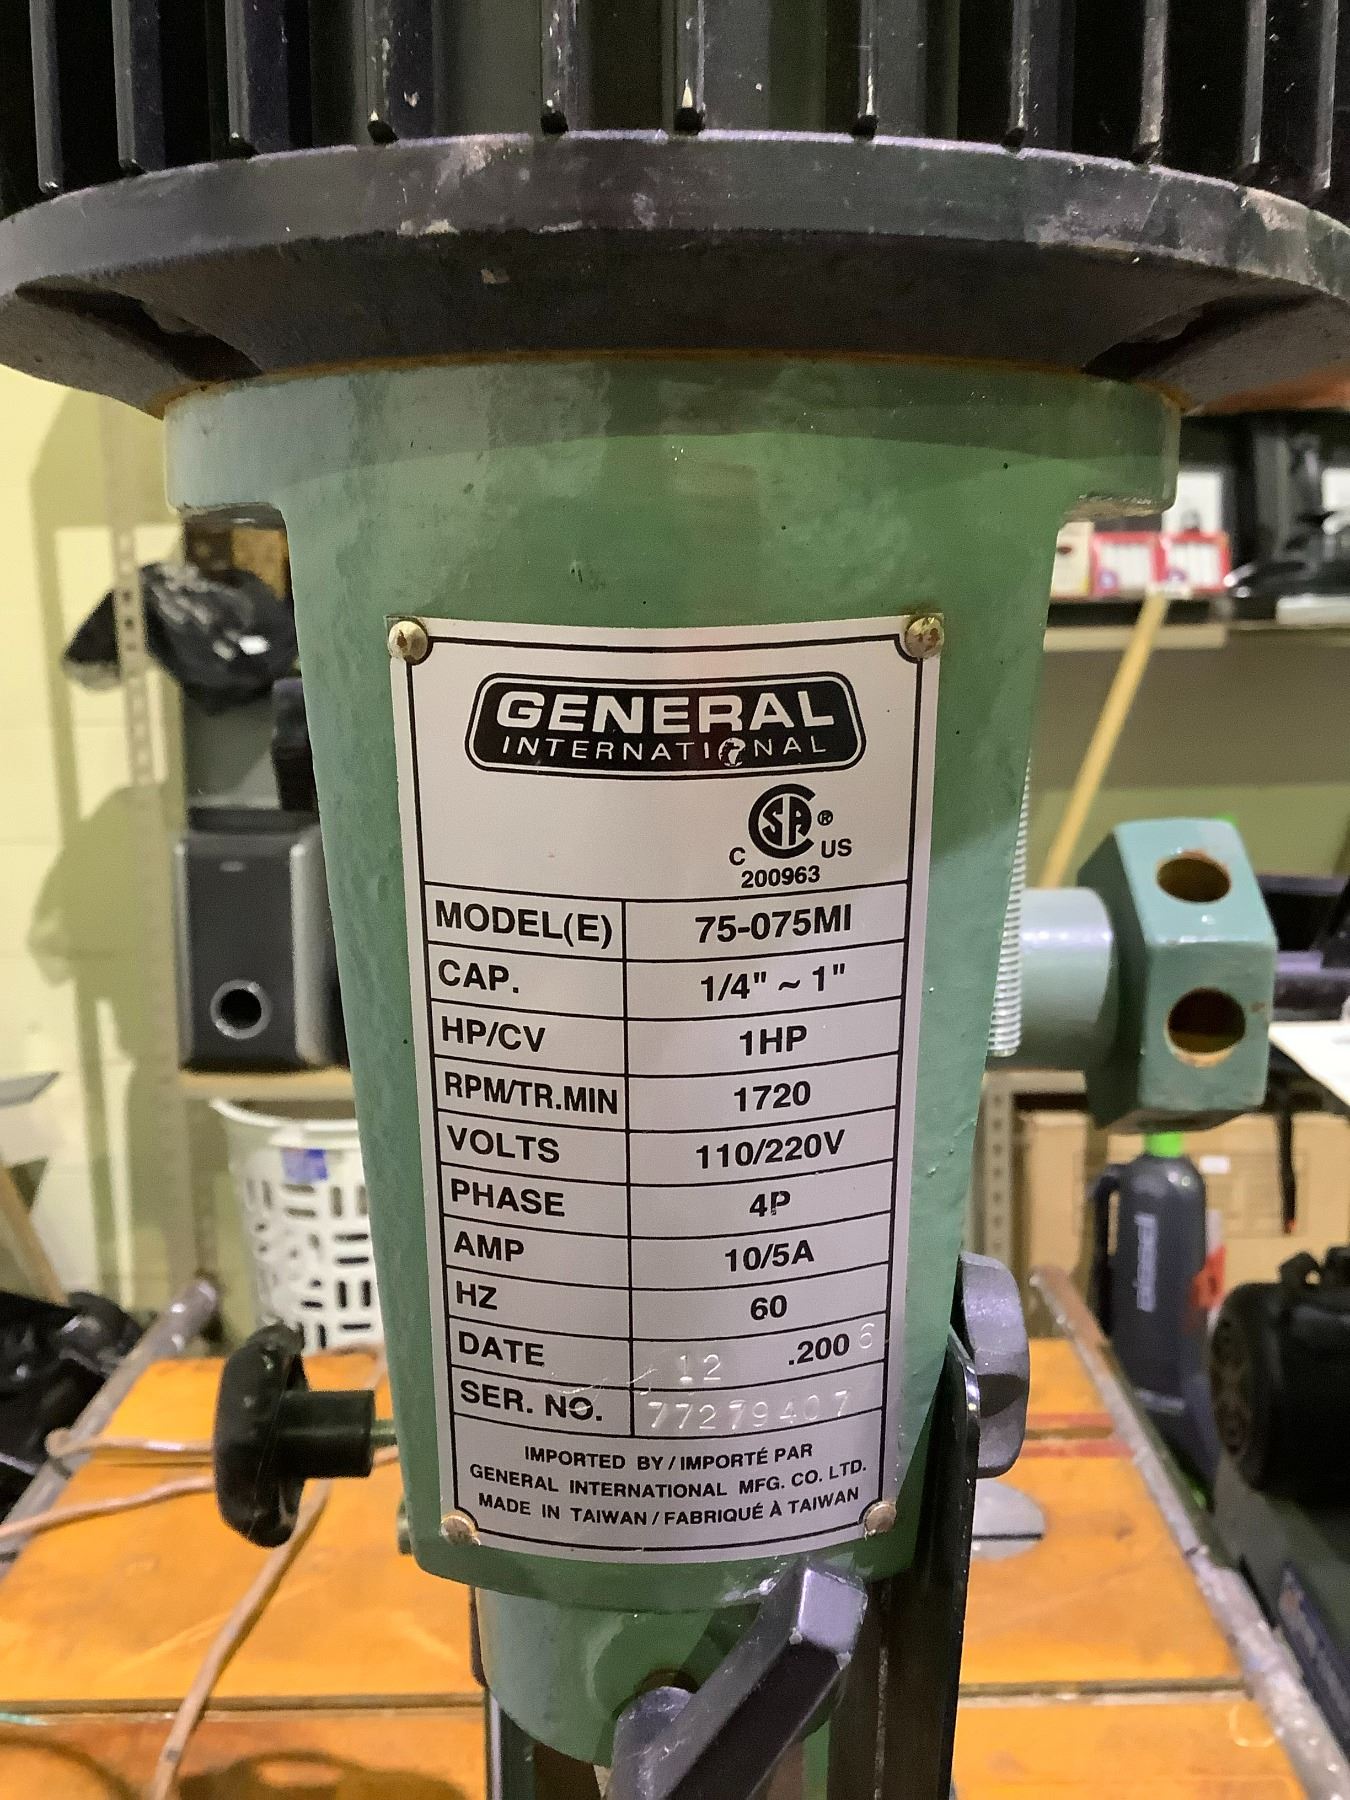 GENERAL
INTERNATIONAL
CSA ®
C US
200963
MODEL(E) 75-075MI
CAP. 1/4" ~ 1"
HP/CV 1HP
RPM/TR.MIN 1720
VOLTS 110/220V
PHASE 4P
AMP 10/5A
HZ 60
DATE 12 .2006
SER. NO. 77279407
IMPORTED BY / IMPORTÉ PAR
GENERAL INTERNATIONAL MFG. CO. LTD.
MADE IN TAIWAN / FABRIQUÉ À TAIWAN